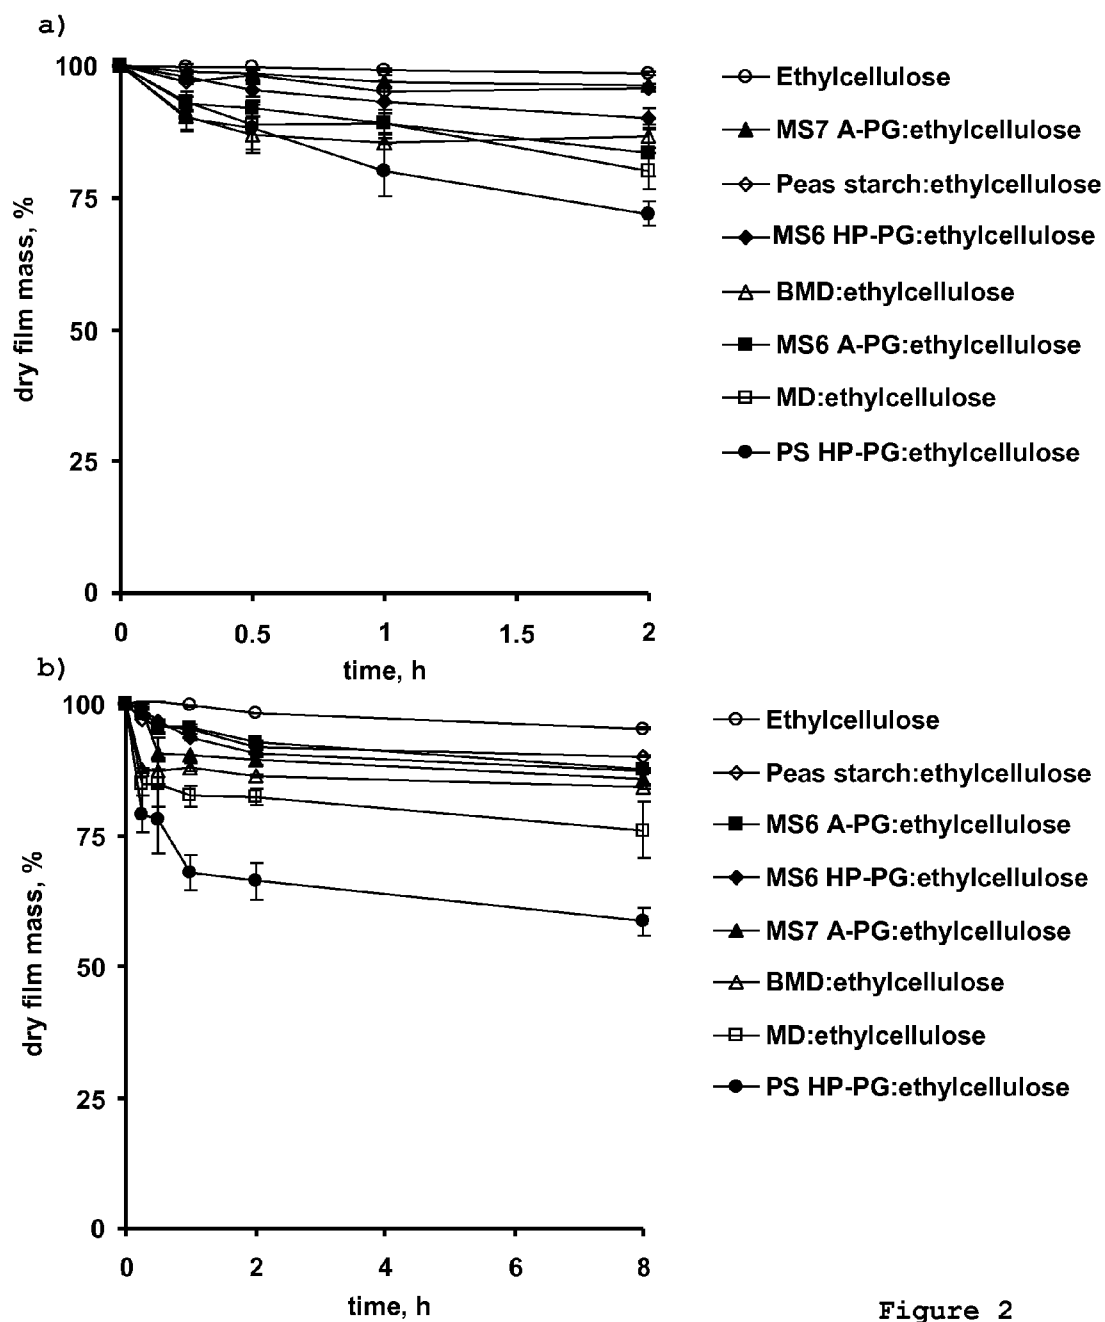 a)
100
75
50
25
0
dry film mass, %
0
0.5
1
1.5
2
time, h
Ethylcellulose
MS7 A-PG:ethylcellulose
Peas starch:ethylcellulose
MS6 HP-PG:ethylcellulose
BMD:ethylcellulose
MS6 A-PG:ethylcellulose
MD:ethylcellulose
PS HP-PG:ethylcellulose
b)
100
75
50
25
0
dry film mass, %
0
2
4
6
8
time, h
Ethylcellulose
Peas starch:ethylcellulose
MS6 A-PG:ethylcellulose
MS6 HP-PG:ethylcellulose
MS7 A-PG:ethylcellulose
BMD:ethylcellulose
MD:ethylcellulose
PS HP-PG:ethylcellulose
Figure 2